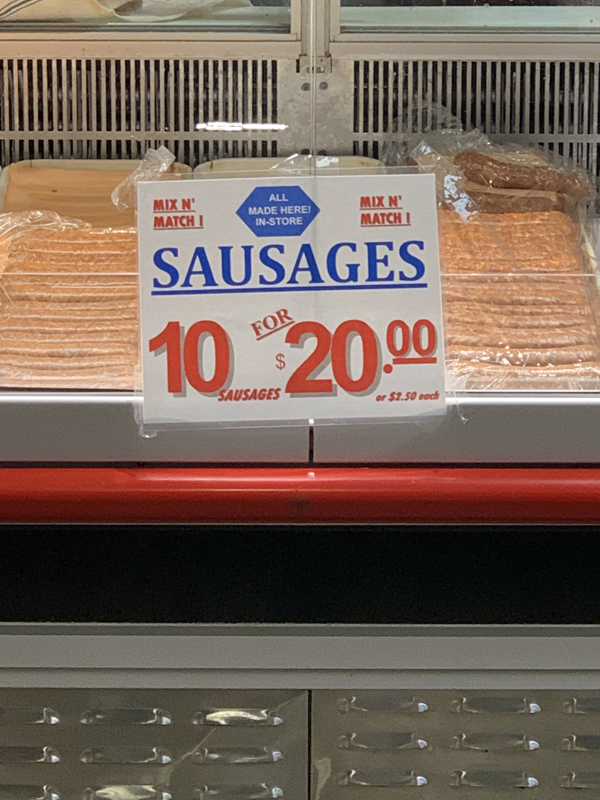 MIX N'
MATCH !
ALL
MADE HERE!
IN-STORE
MIX N'
MATCH !
SAUSAGES
10 FOR $20.00
SAUSAGES
or $2.50 each